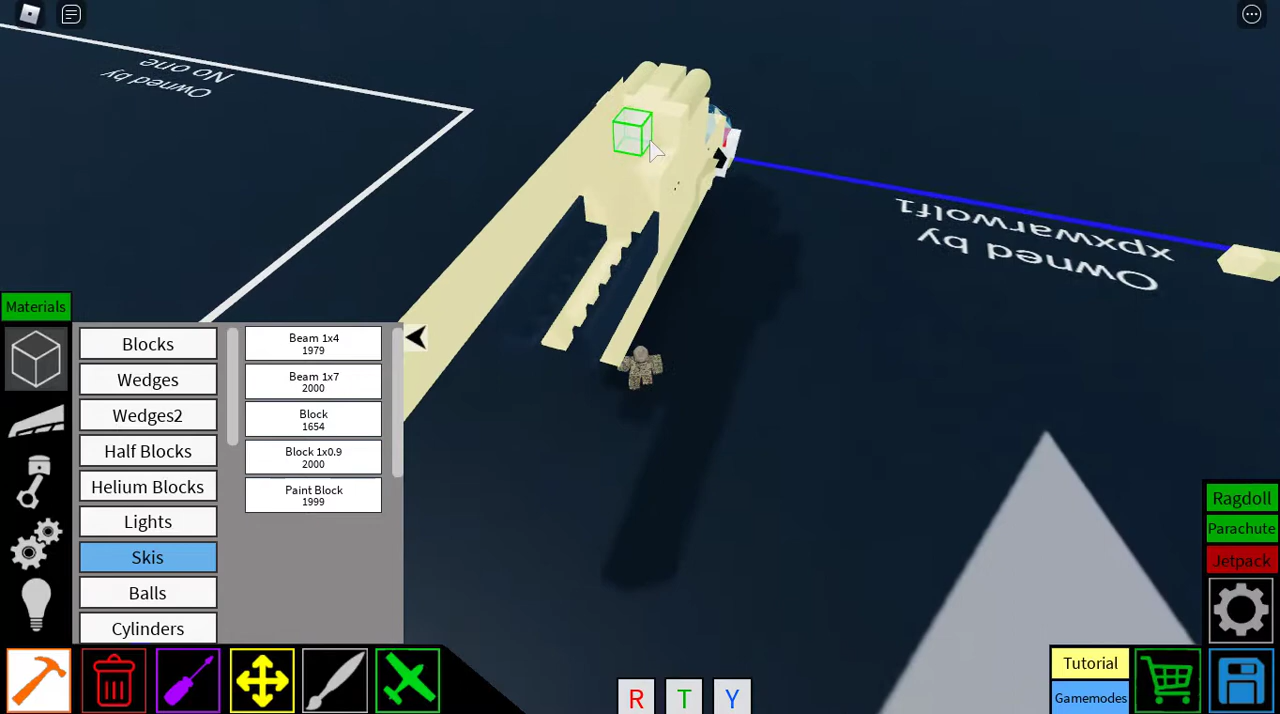 Owned by
No one
Owned by
xpxwarwolf1
Materials
Blocks
Wedges
Wedges2
Half Blocks
Helium Blocks
Lights
Skis
Balls
Cylinders
Beam 1x4
1979
Beam 1x7
2000
Block
1654
Block 1x0.9
2000
Paint Block
1999
Ragdoll
Parachute
Jetpack
Tutorial
Gamemodes
R
T
Y